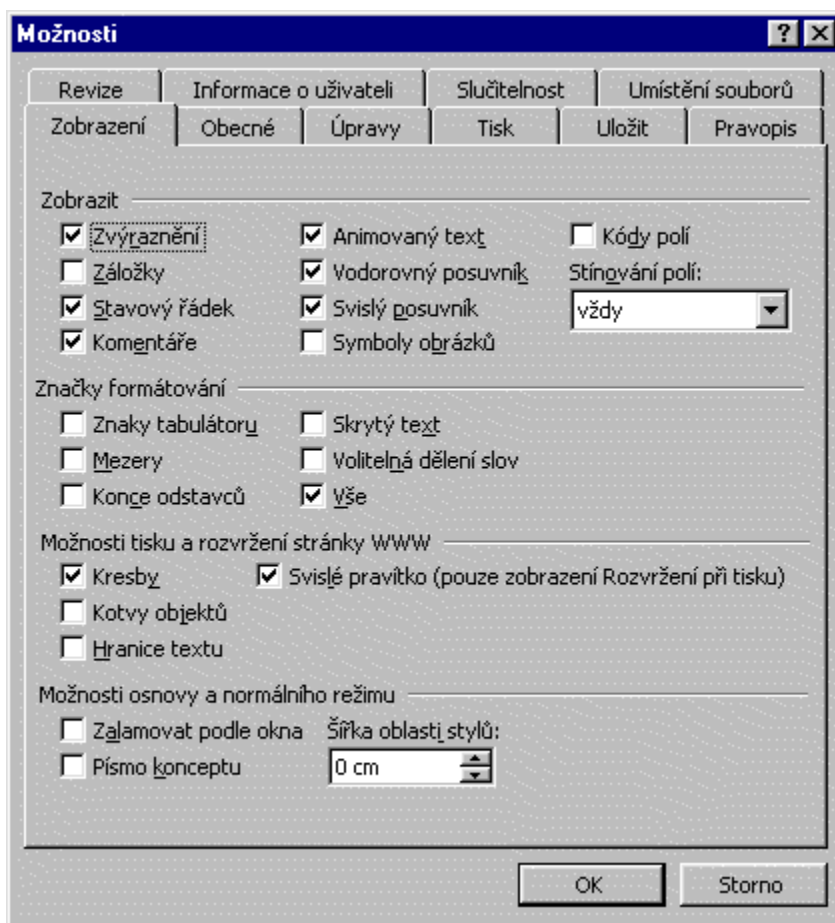 Možnosti
Revize Informace o uživateli Slučitelnost Umístění souborů
Zobrazení Obecné Úpravy Tisk Uložit Pravopis
Zobrazit
Zvýraznění Animovaný text Kódy polí
Záložky Vodorovný posuvník Stínování polí:
Stavový řádek Svislý posuvník vždy
Komentáře Symboly obrázků
Značky formátování
Znaky tabulátoru Skrytý text
Mezery Volitelná dělení slov
Konce odstavců Vše
Možnosti tisku a rozvržení stránky WWW
Kresby Svislé pravítko (pouze zobrazení Rozvržení při tisku)
Kotvy objektů
Hranice textu
Možnosti osnovy a normálního režimu
Zalamovat podle okna Šířka oblasti stylů:
Písmo konceptu 0 cm
OK Storno